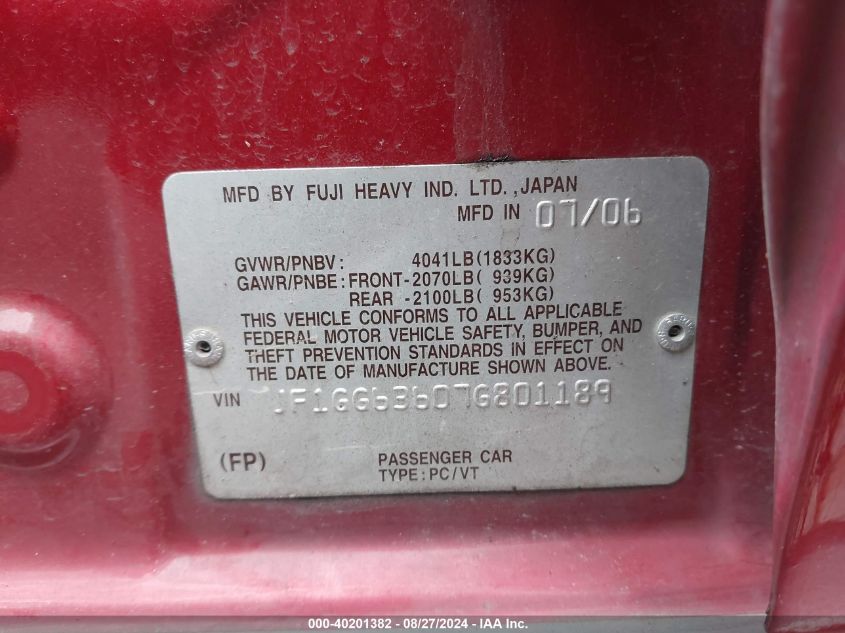 MFD BY FUJI HEAVY IND. LTD.,JAPAN
MFD IN 07/06
GVWR/PNBV: 4041LB(1833KG)
GAWR/PNBE:FRONT-2070LB( 939KG)
REAR -2100LB( 953KG)
THIS VEHICLE CONFORMS TO ALL APPLICABLE
FEDERAL MOTOR VEHICLE SAFETY, BUMPER, AND
THEFT PREVENTION STANDARDS IN EFFECT ON
THE DATE OF MANUFACTURE SHOWN ABOVE.
VIN JF1GG63607G801189
(FP) PASSENGER CAR
TYPE:PC/VT
000-40201382 - 08/27/2024 - IAA Inc.